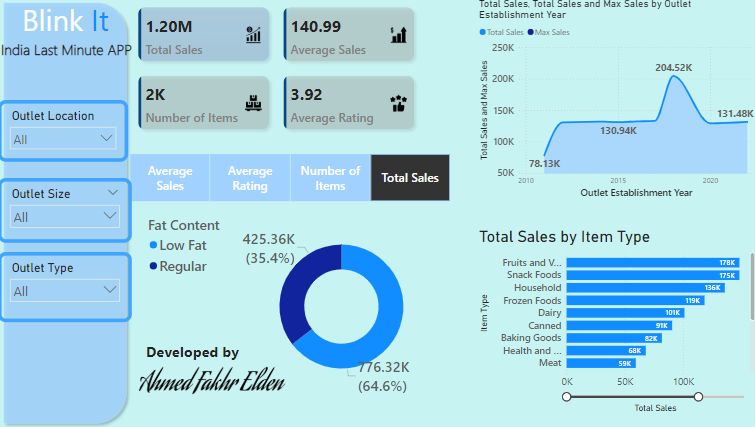 Blink It
India Last Minute APP
Outlet Location
All
Outlet Size
All
Outlet Type
All
1.20M
Total Sales
140.99
Average Sales
2K
Number of Items
3.92
Average Rating
Average Sales
Average Rating
Number of Items
Total Sales
Fat Content
Low Fat
Regular
425.36K
(35.4%)
776.32K
(64.6%)
Developed by
Ahmed Fakhr Elden
Total Sales, Total Sales and Max Sales by Outlet
Establishment Year
Total Sales Max Sales
Total Sales and Max Sales
250K
200K
150K
100K
50K
204.52K
130.94K
131.48K
78.13K
2010 2015 2020
Outlet Establishment Year
Total Sales by Item Type
Item Type
Fruits and V... 178K
Snack Foods 175K
Household 136K
Frozen Foods 119K
Dairy 101K
Canned 91K
Baking Goods 82K
Health and ... 68K
Meat 59K
0K 50K 100K
Total Sales